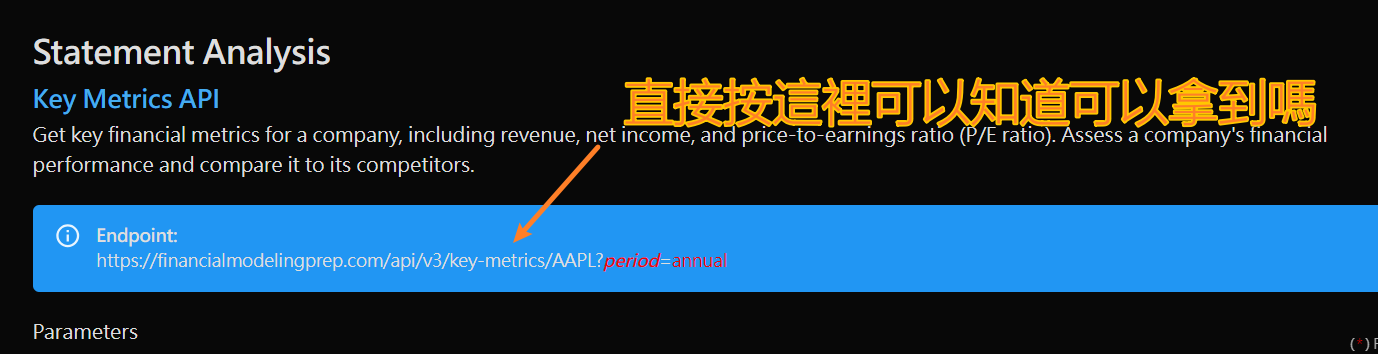 Statement Analysis
Key Metrics API
直接按這裡可以知道可以拿到嗎
Get key financial metrics for a company, including revenue, net income, and price-to-earnings ratio (P/E ratio). Assess a company's financial
performance and compare it to its competitors.
Endpoint:
https://financialmodelingprep.com/api/v3/key-metrics/AAPL?period=annual
Parameters
(*)